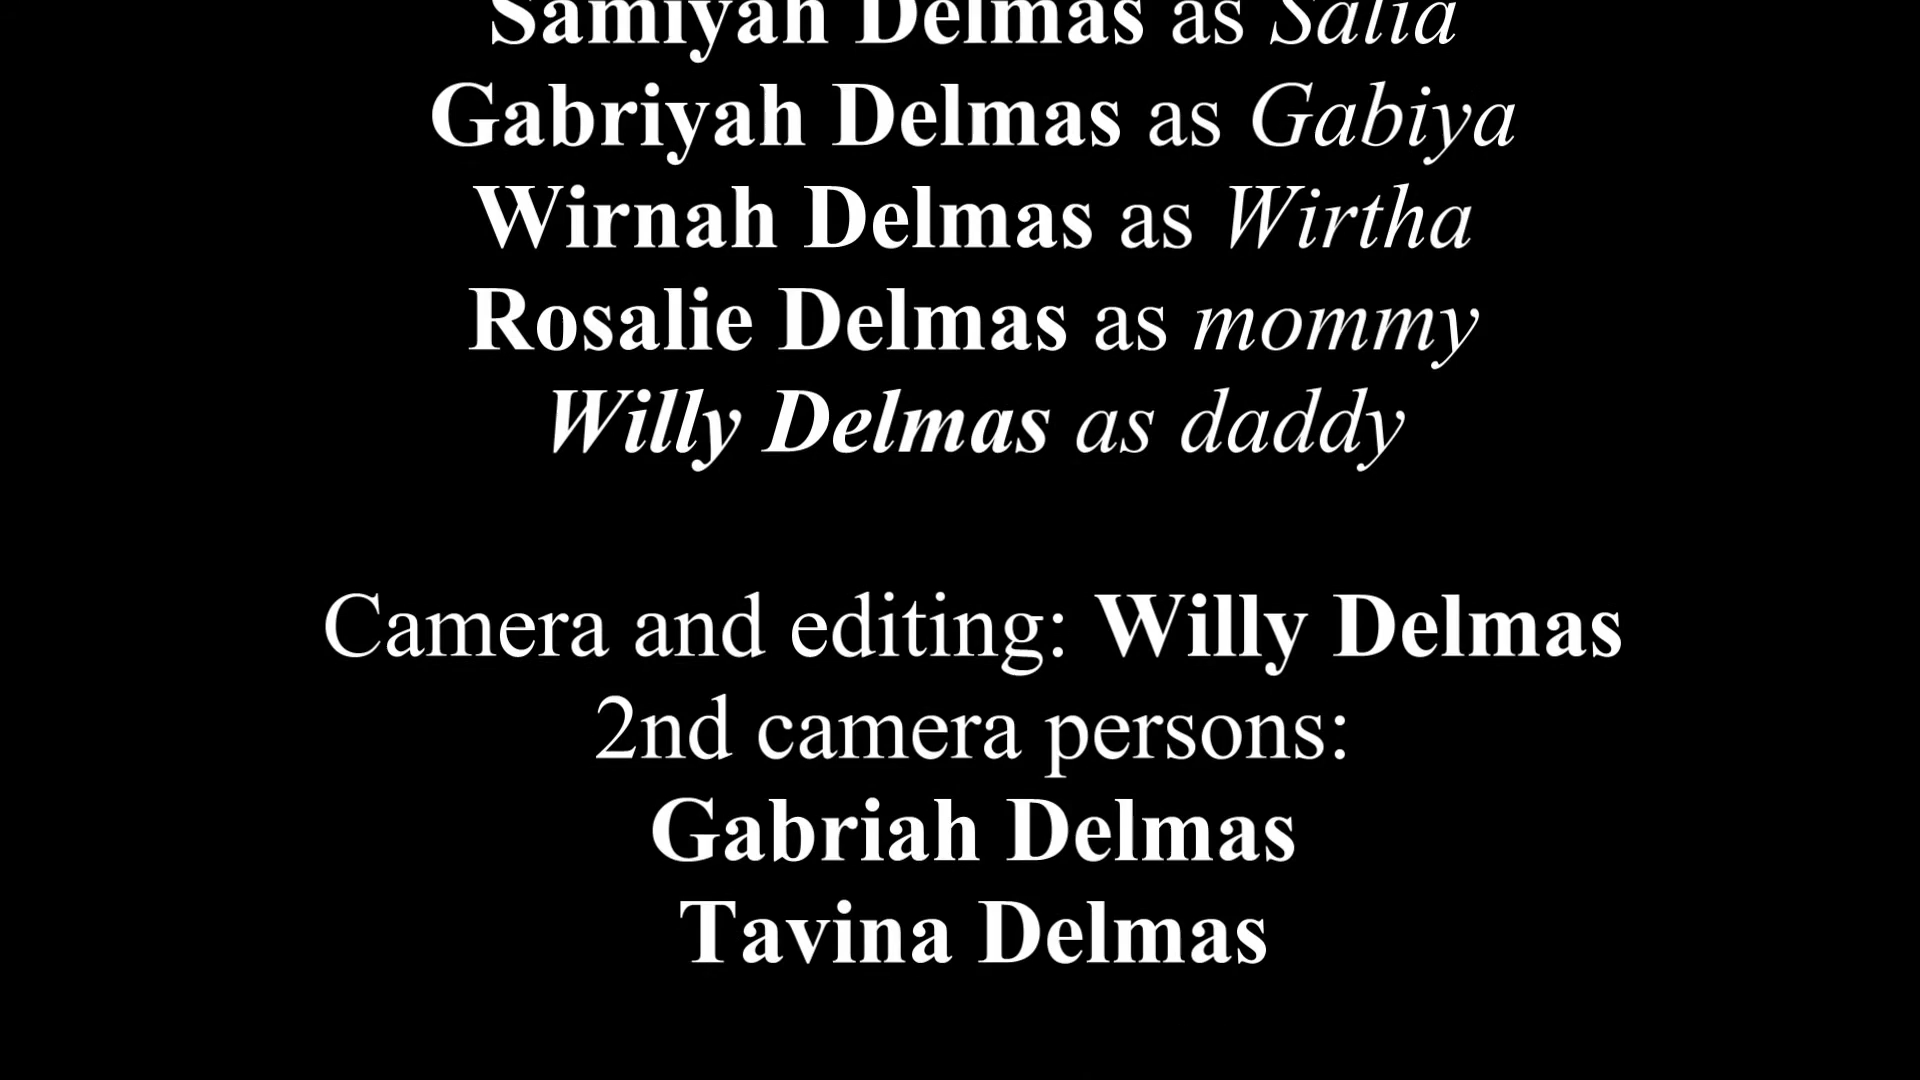 Samiyah Delmas as Salia
Gabriyah Delmas as Gabiya
Wirnah Delmas as Wirtha
Rosalie Delmas as mommy
Willy Delmas as daddy
Camera and editing: Willy Delmas
2nd camera persons:
Gabriah Delmas
Tavina Delmas